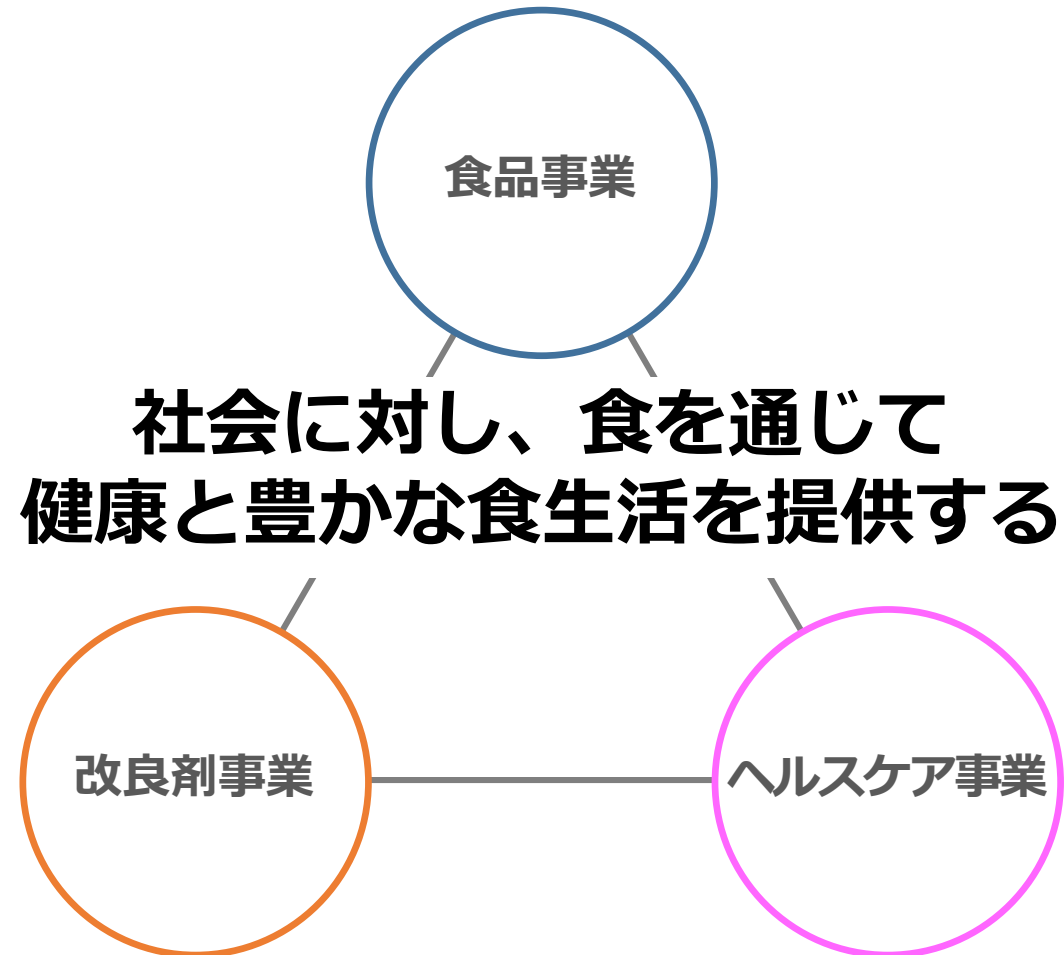 食品事業
社会に対し、食を通じて
健康と豊かな食生活を提供する
改良剤事業
ヘルスケア事業